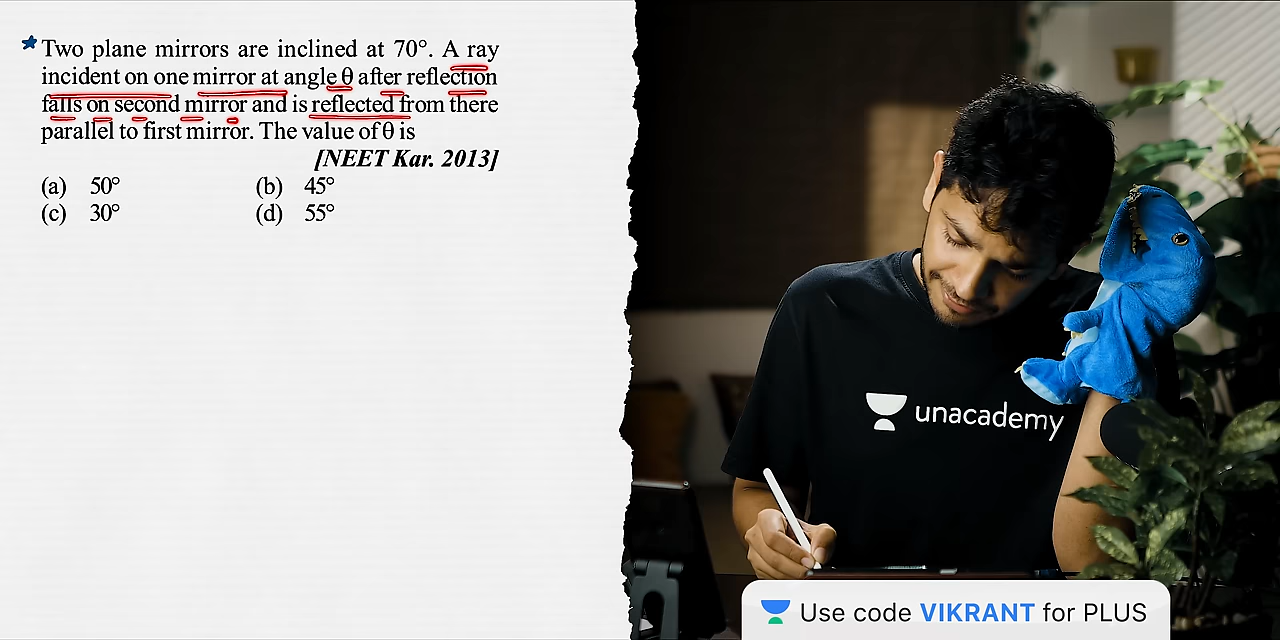 Two plane mirrors are inclined at 70°. A ray
incident on one mirror at angle θ after reflection
falls on second mirror and is reflected from there
parallel to first mirror. The value of θ is
[NEET Kar. 2013]
(a) 50° (b) 45°
(c) 30° (d) 55°
unacademy
Use code VIKRANT for PLUS